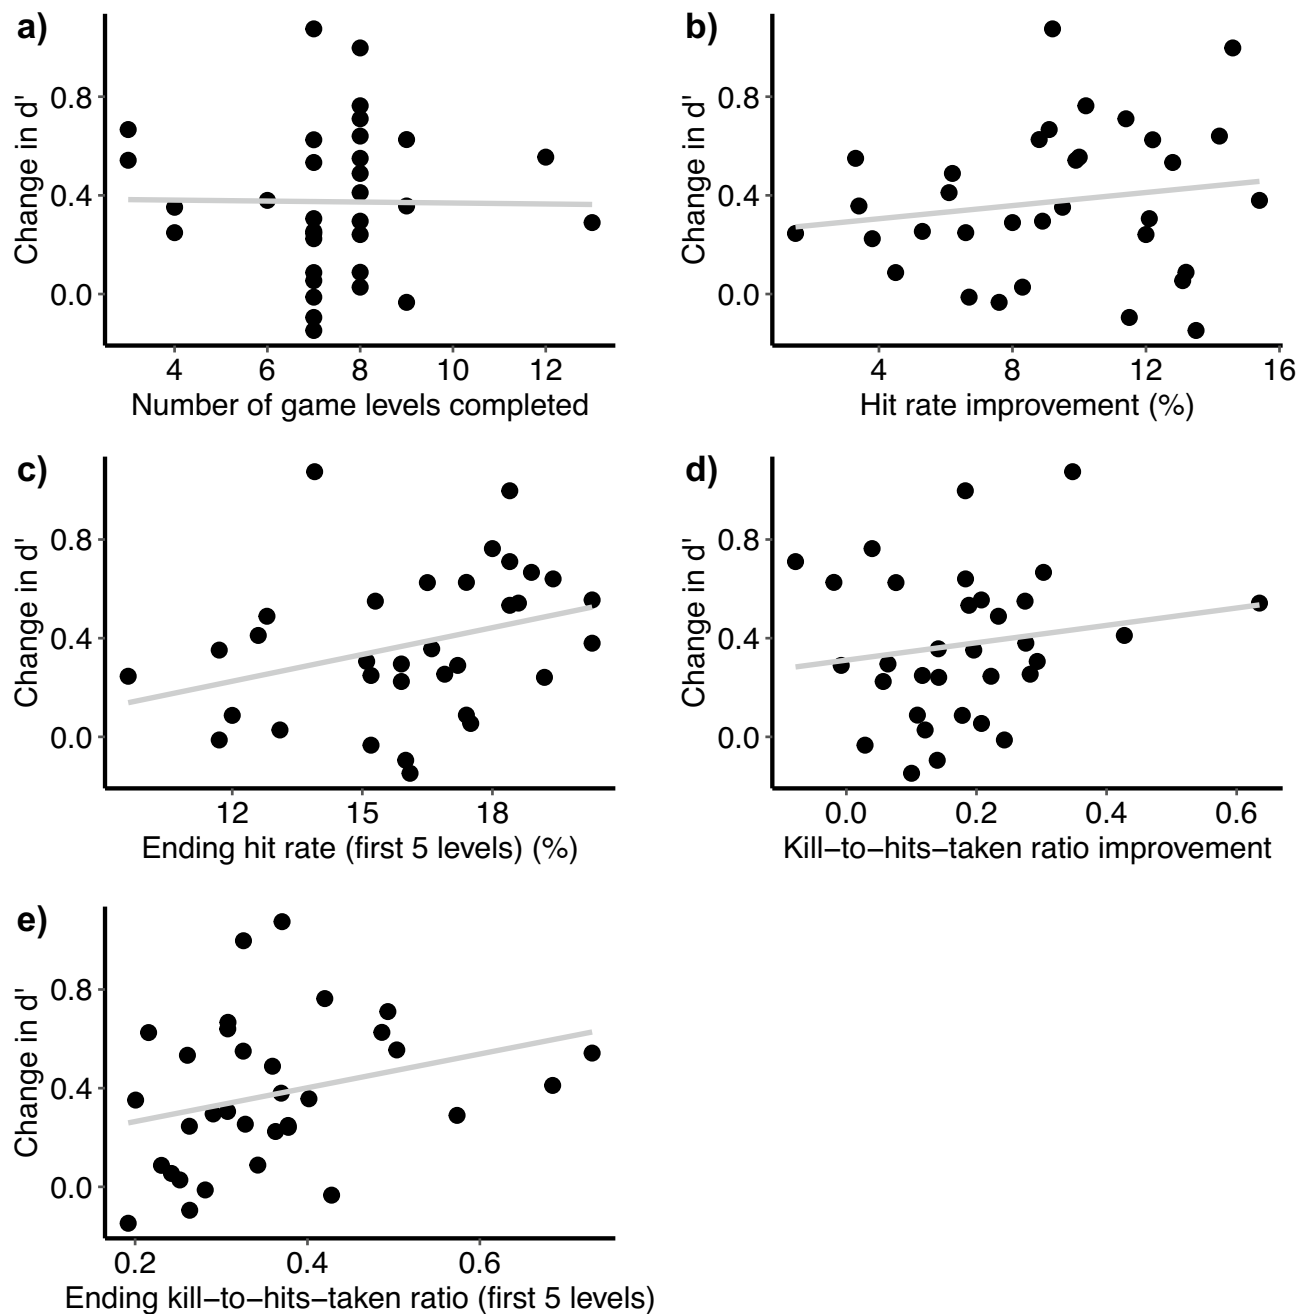 a)
Change in d'
0.8
0.4
0.0
4 6 8 10 12
Number of game levels completed
b)
Change in d'
0.8
0.4
0.0
4 8 12 16
Hit rate improvement (%)
c)
Change in d'
0.8
0.4
0.0
12 15 18
Ending hit rate (first 5 levels) (%)
d)
Change in d'
0.8
0.4
0.0
0.0 0.2 0.4 0.6
Kill−to−hits−taken ratio improvement
e)
Change in d'
0.8
0.4
0.0
0.2 0.4 0.6
Ending kill−to−hits−taken ratio (first 5 levels)